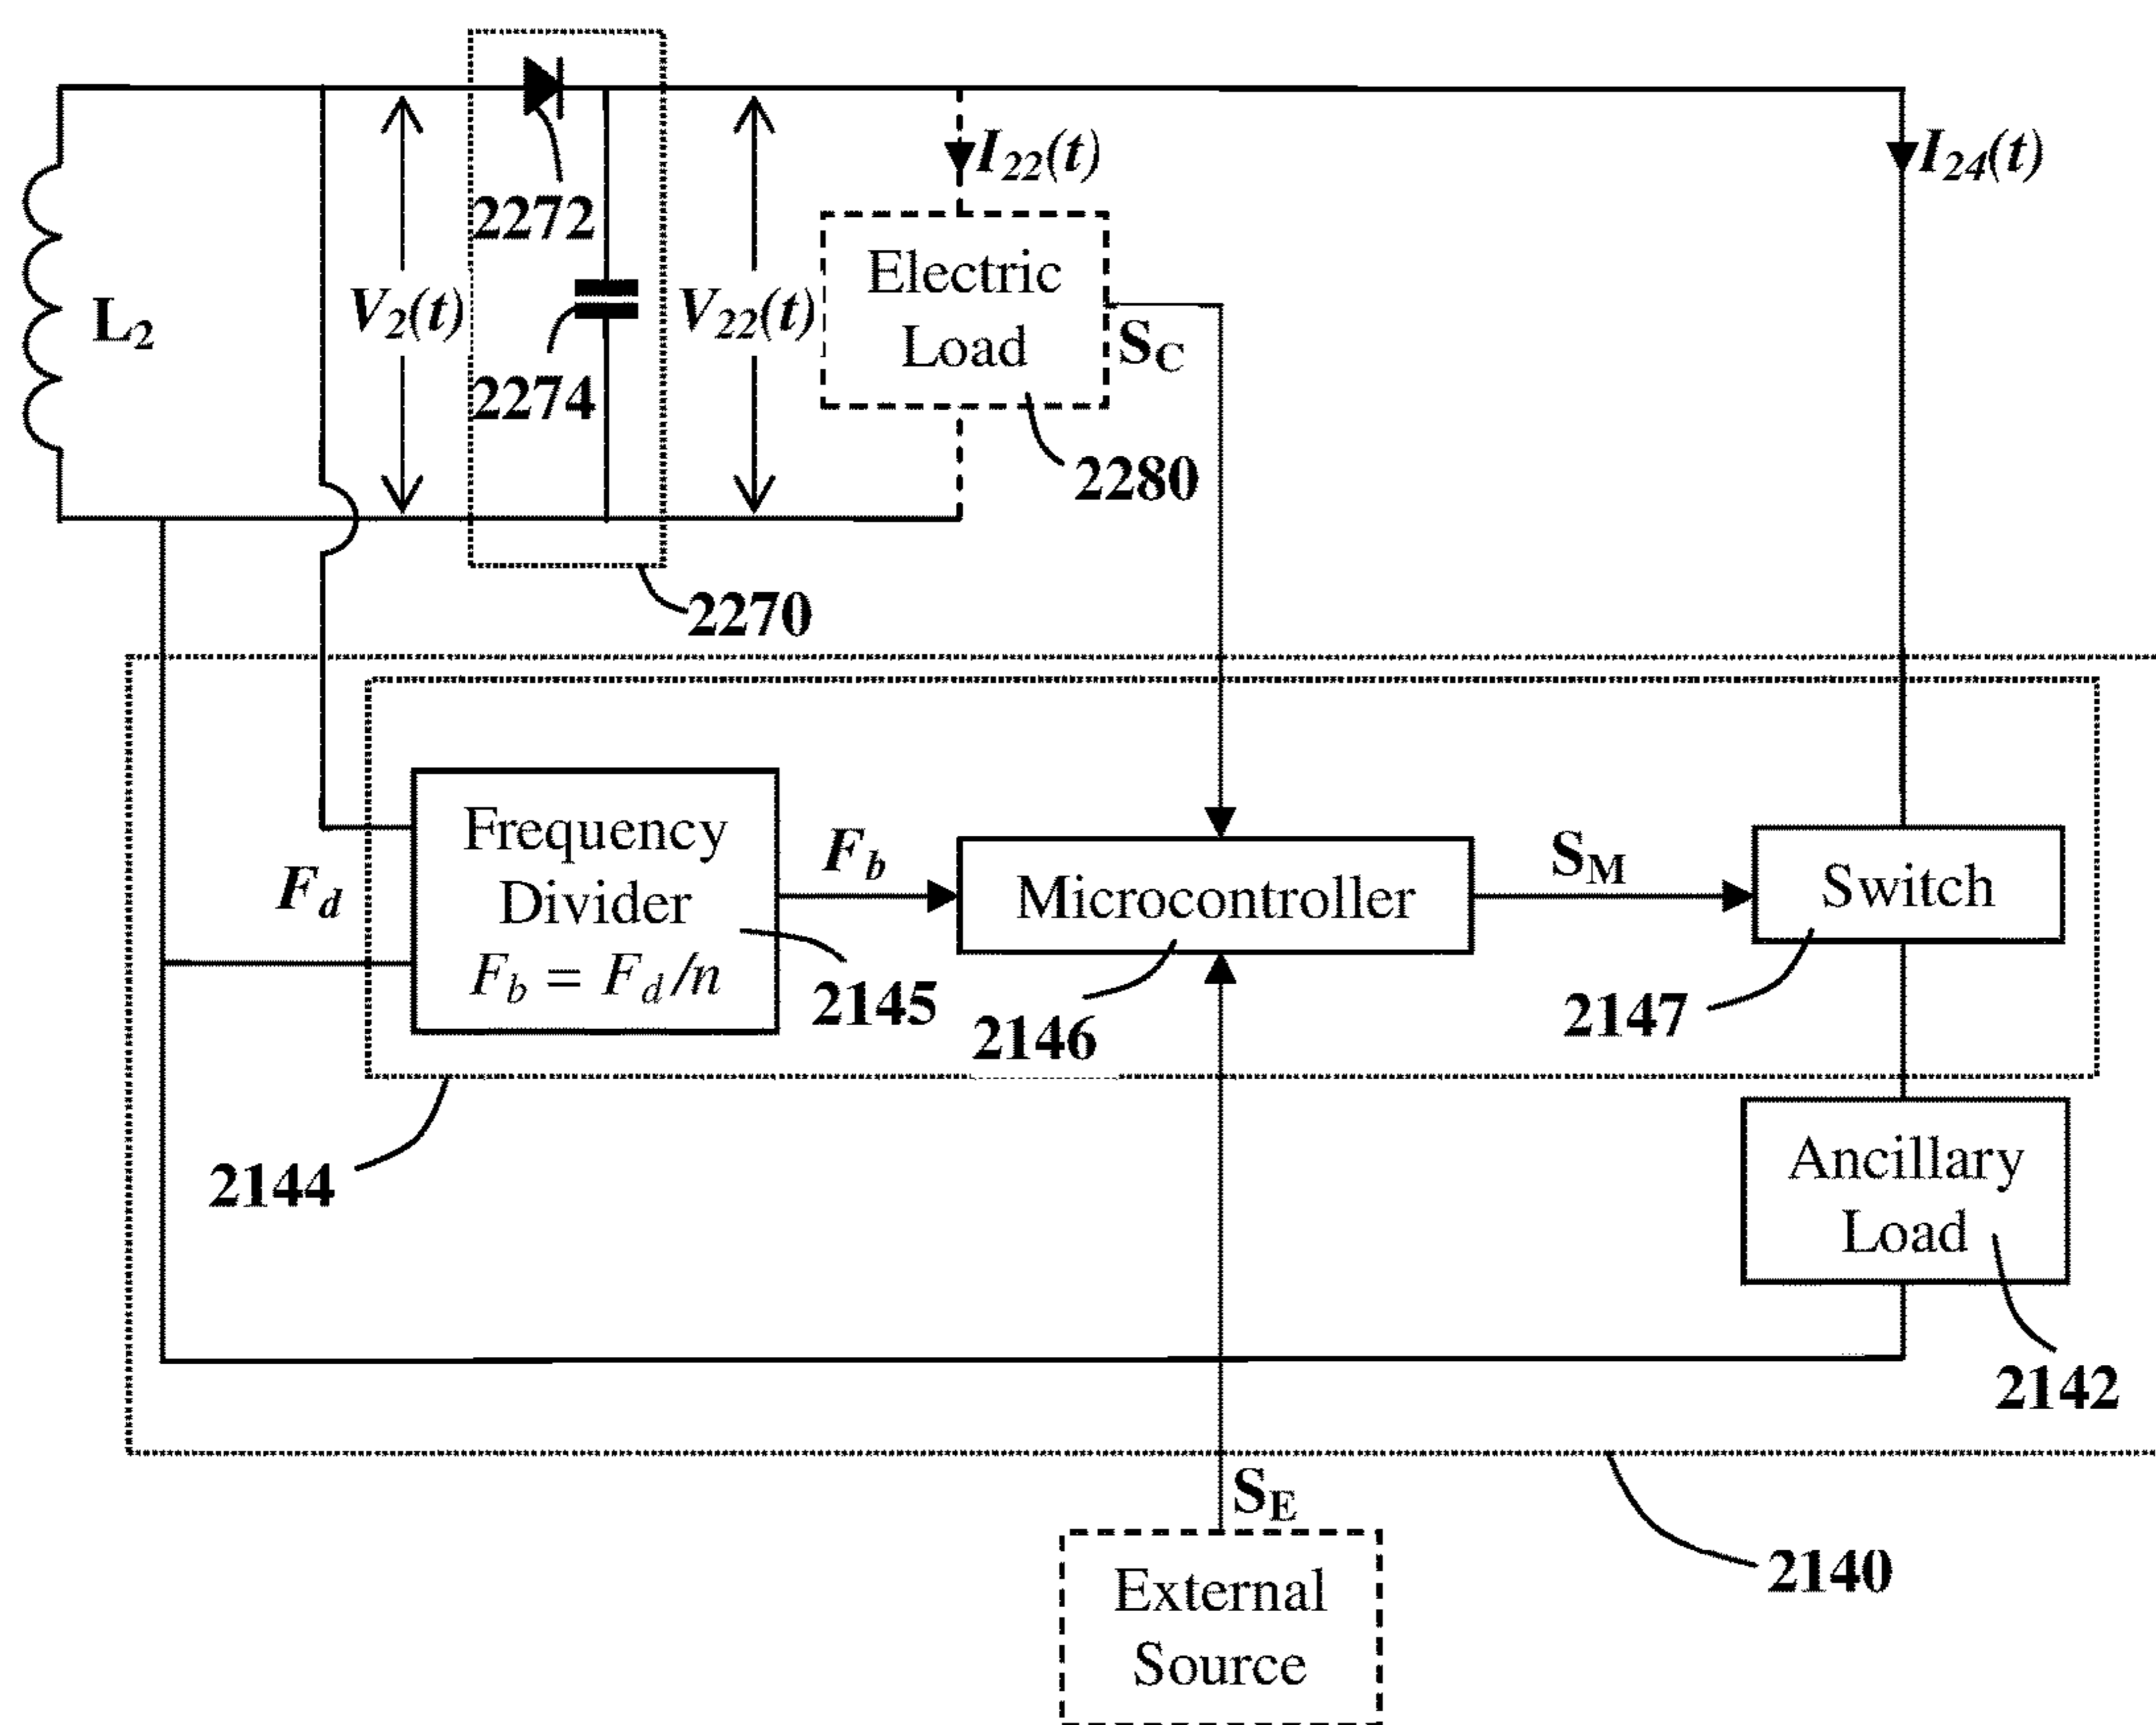 2272
I22(t)
I24(t)
L2
V2(t)
V22(t)
Electric
Load
SC
2274
2280
2270
Frequency
Divider
Fb = Fd/n
Fd
Fb
Microcontroller
SM
Switch
2145
2146
2147
2144
Ancillary
Load
2142
SE
2140
External
Source